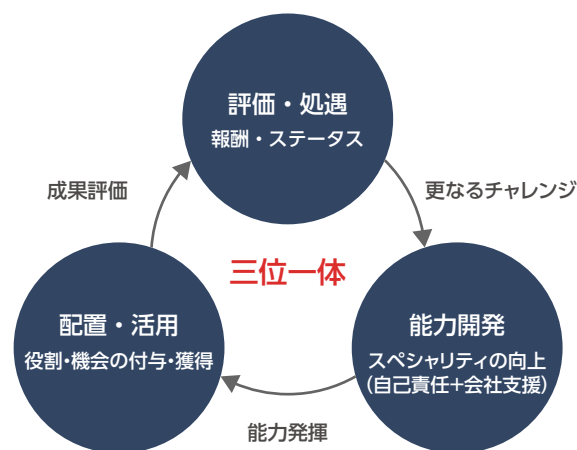 評価・処遇
報酬・ステータス
成果評価
更なるチャレンジ
三位一体
配置・活用
役割・機会の付与・獲得
能力開発
スペシャリティの向上
(自己責任+会社支援)
能力発揮